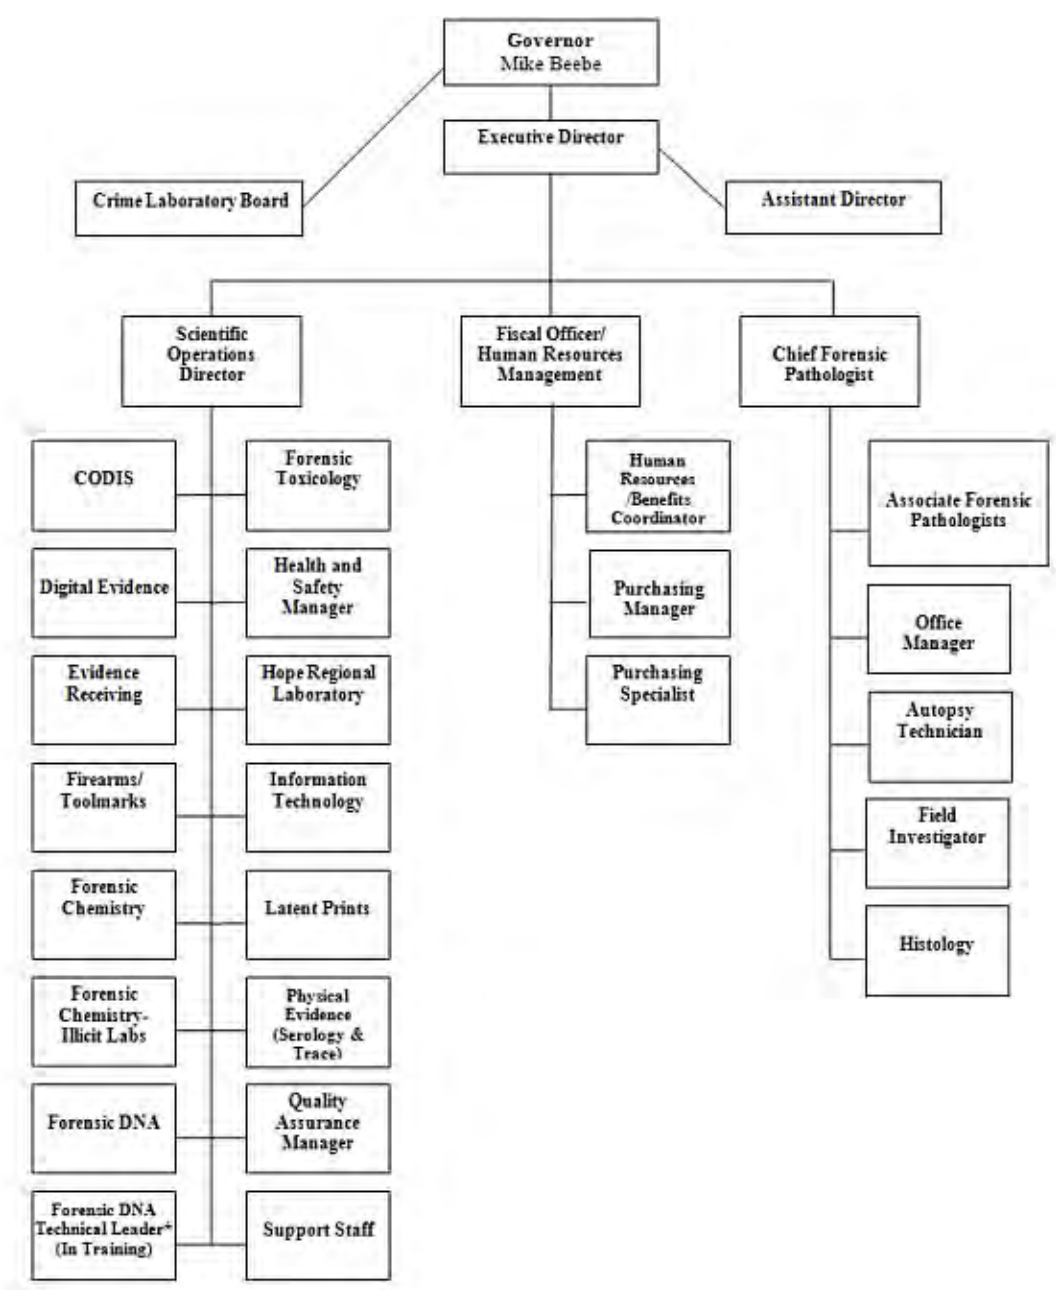 Governor
Mike Beebe
Executive Director
Crime Laboratory Board
Assistant Director
Scientific
Operations
Director
Fiscal Officer/
Human Resources
Management
Chief Forensic
Pathologist
CODIS
Forensic
Toxicology
Human
Resources
/Benefits
Coordinator
Associate Forensic
Pathologists
Digital Evidence
Health and
Safety
Manager
Purchasing
Manager
Office
Manager
Evidence
Receiving
Hope Regional
Laboratory
Purchasing
Specialist
Autopsy
Technician
Firearms/
Toolmarks
Information
Technology
Field
Investigator
Forensic
Chemistry
Latent Prints
Histology
Forensic
Chemistry-
Illicit Labs
Physical
Evidence
(Serology &
Trace)
Forensic DNA
Quality
Assurance
Manager
Forensic DNA
Technical Leader*
(In Training)
Support Staff